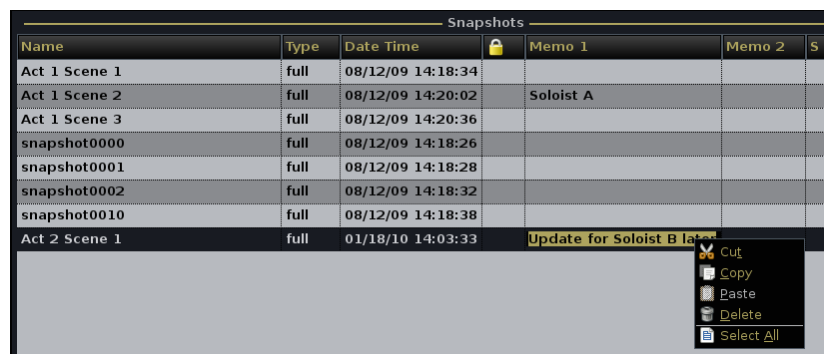 Snapshots
Name Type Date Time Memo 1 Memo 2 S
Act 1 Scene 1 full 08/12/09 14:18:34
Act 1 Scene 2 full 08/12/09 14:20:02 Soloist A
Act 1 Scene 3 full 08/12/09 14:20:36
snapshot0000 full 08/12/09 14:18:26
snapshot0001 full 08/12/09 14:18:28
snapshot0002 full 08/12/09 14:18:32
snapshot0010 full 08/12/09 14:18:38
Act 2 Scene 1 full 01/18/10 14:03:33 Update for Soloist B later
Cut
Copy
Paste
Delete
Select All